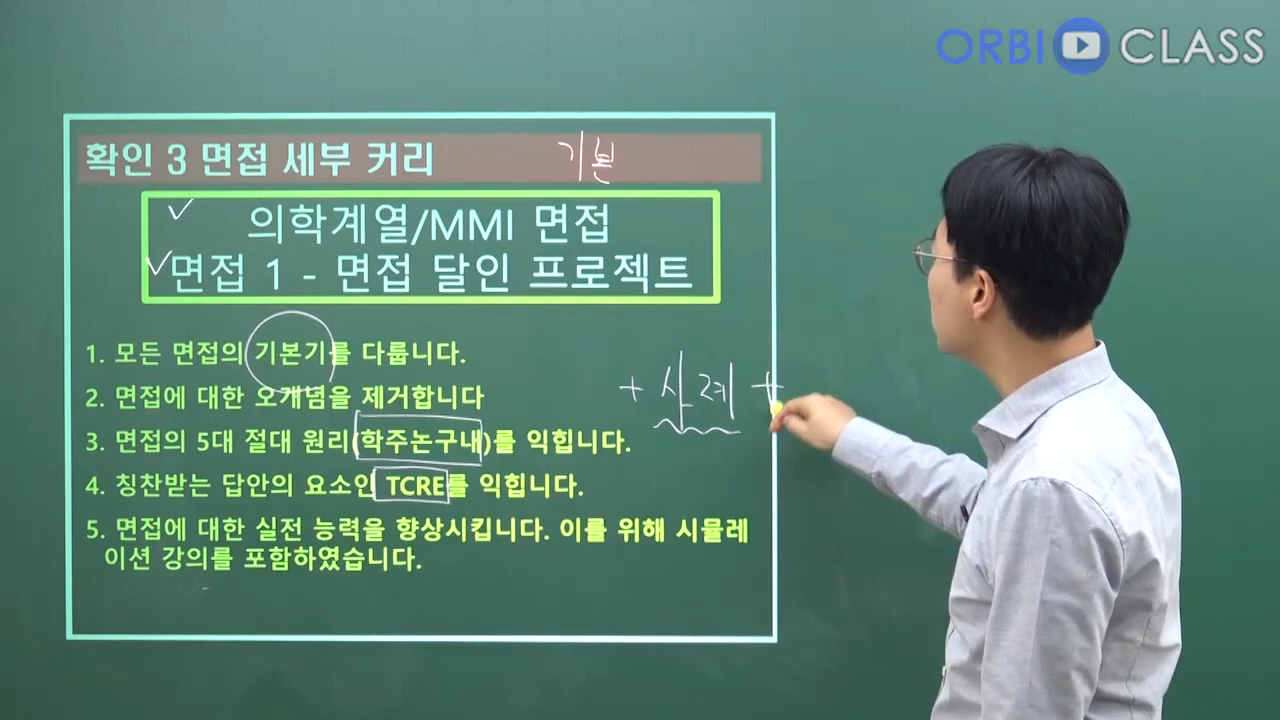 ORBI CLASS
확인 3 면접 세부 커리 기본
의학계열/MMI 면접
면접 1 - 면접 달인 프로젝트
1. 모든 면접의 기본기를 다룹니다.
+ 사례 +
2. 면접에 대한 오개념을 제거합니다
3. 면접의 5대 절대 원리(학주논구내)를 익힙니다.
4. 칭찬받는 답안의 요소인 TCRE를 익힙니다.
5. 면접에 대한 실전 능력을 향상시킵니다. 이를 위해 시뮬레
이션 강의를 포함하였습니다.